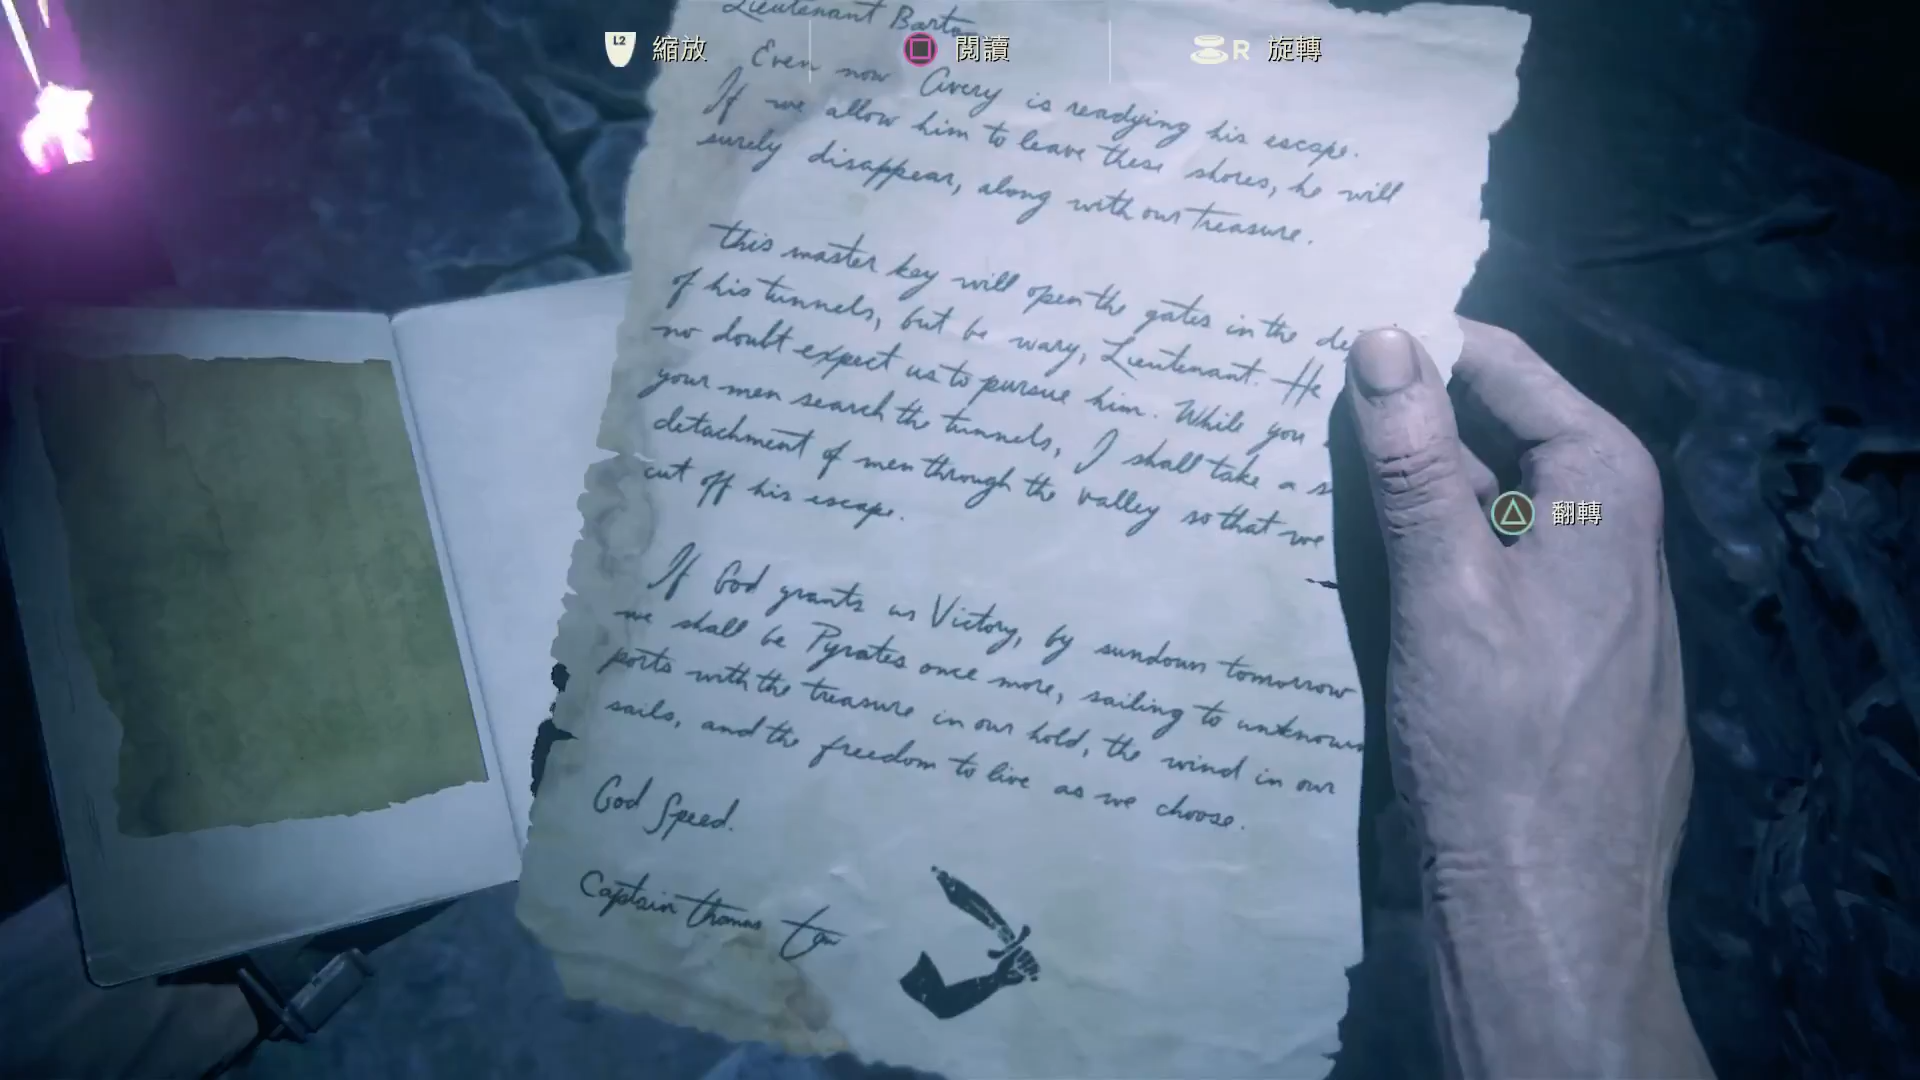 縮放
閱讀
R 旋轉
L2
Lieutenant
Even now Avery is readying his escape.
If we allow him to leave these shores, he will
surely disappear, along with our treasure.
this master key will open the gates in the
of his tunnels, but be wary, Lieutenant. He
no doubt expect us to pursue him. While you
your men search the tunnels, I shall take a
detachment of men through the valley so that we
cut off his escape.
If God grants us Victory, by sundown tomorrow
we shall be Pyrates once more, sailing to unknown
ports with the treasure in our hold, the wind in our
sails, and the freedom to live as we choose.
God Speed.
Captain Thomas Tew
翻轉